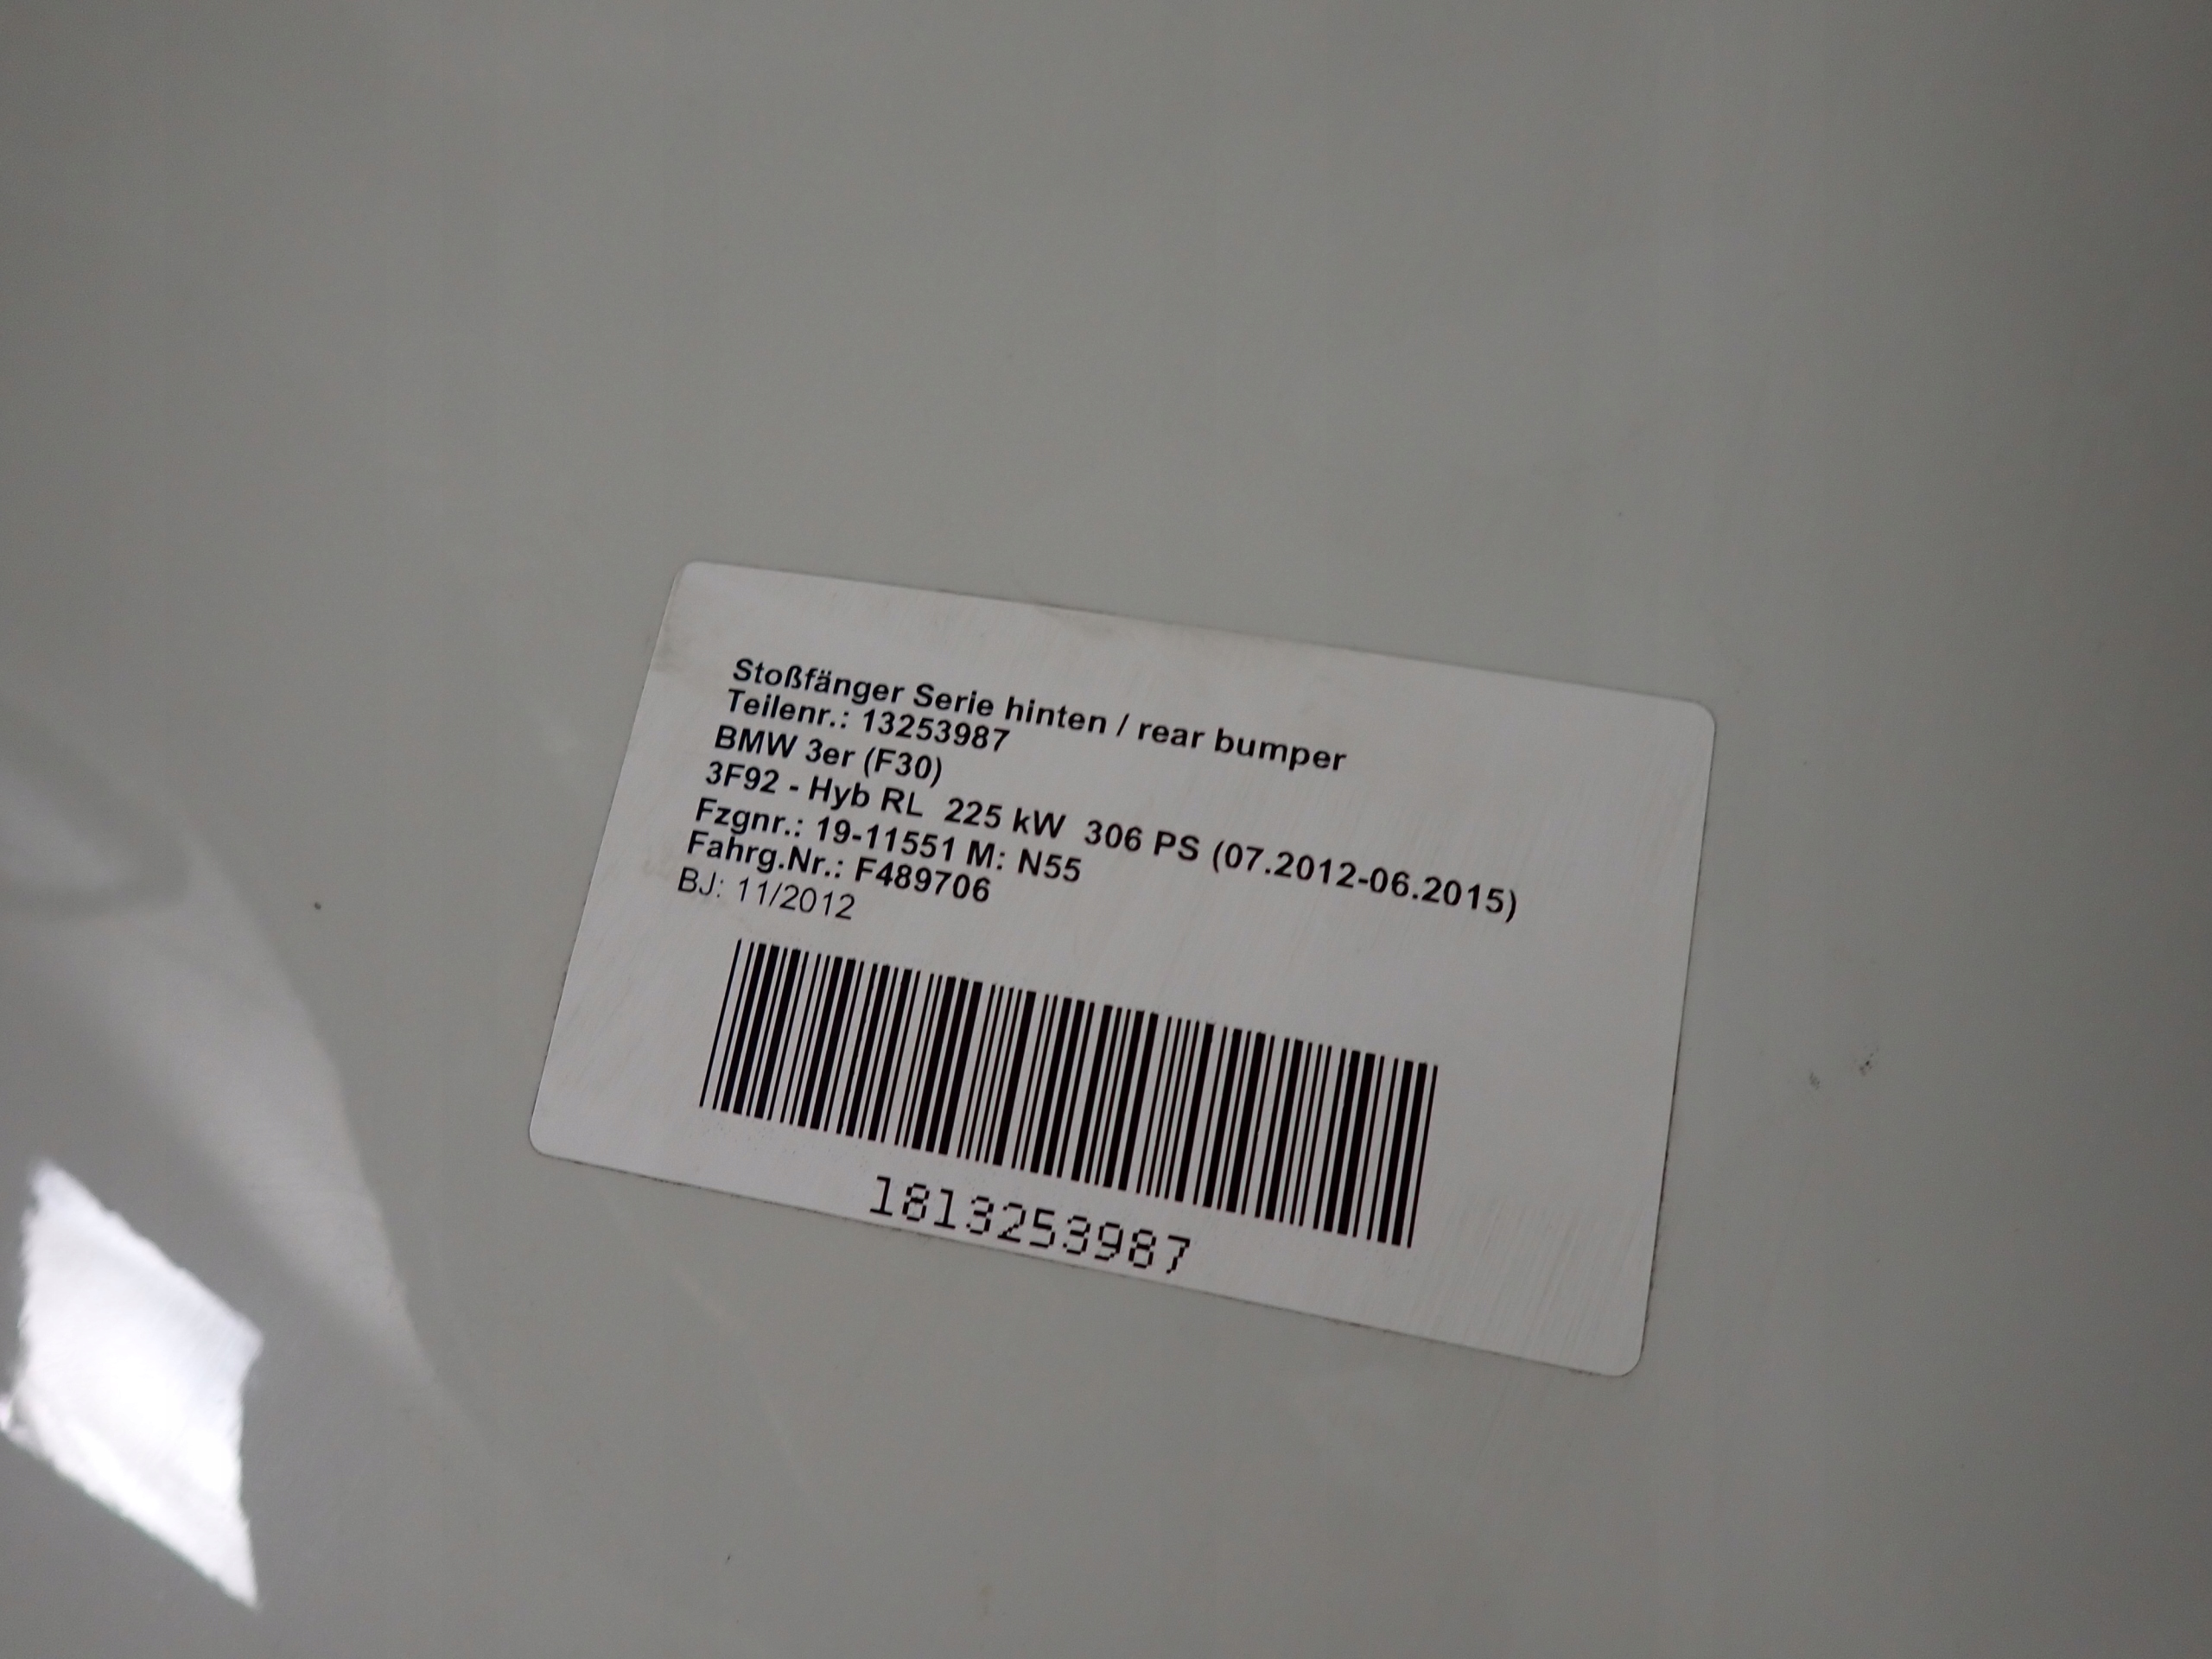 Stoßfänger Serie hinten / rear bumper
Teilenr.: 13253987
BMW 3er (F30)
3F92 - Hyb RL  225 kW  306 PS (07.2012-06.2015)
Fzgnr.: 19-11551 M: N55
Fahrg.Nr.: F489706
BJ: 11/2012
1813253987